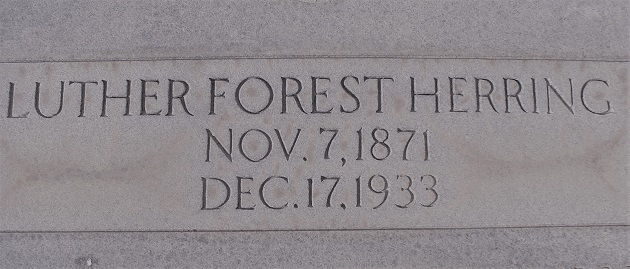 LUTHER FOREST HERRING
NOV. 7, 1871
DEC. 17, 1933